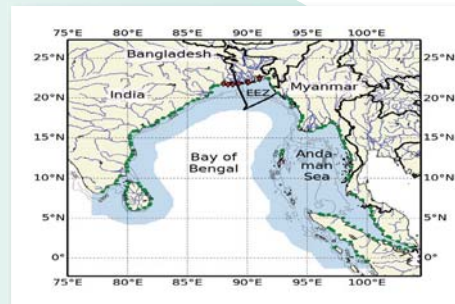 75°E 80°E 85°E 90°E 95°E 100°E
25°N 25°N
Bangladesh
India
EEZ
Myanmar
20°N 20°N
15°N 15°N
Bay of
Bengal
Anda-
man
Sea
10°N 10°N
5°N 5°N
0° 0°
75°E 80°E 85°E 90°E 95°E 100°E